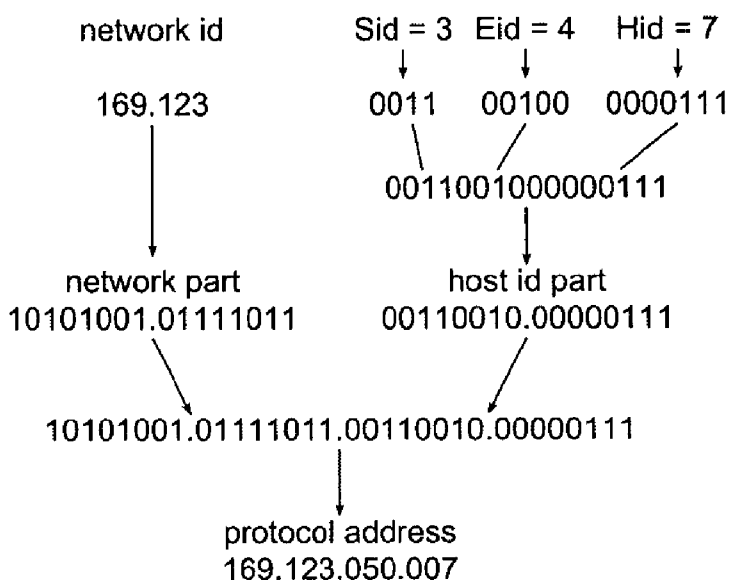 network id Sid = 3 Eid = 4 Hid = 7
169.123 0011 00100 0000111
0011001000000111
network part host id part
10101001.01111011 00110010.00000111
10101001.01111011.00110010.00000111
protocol address
169.123.050.007